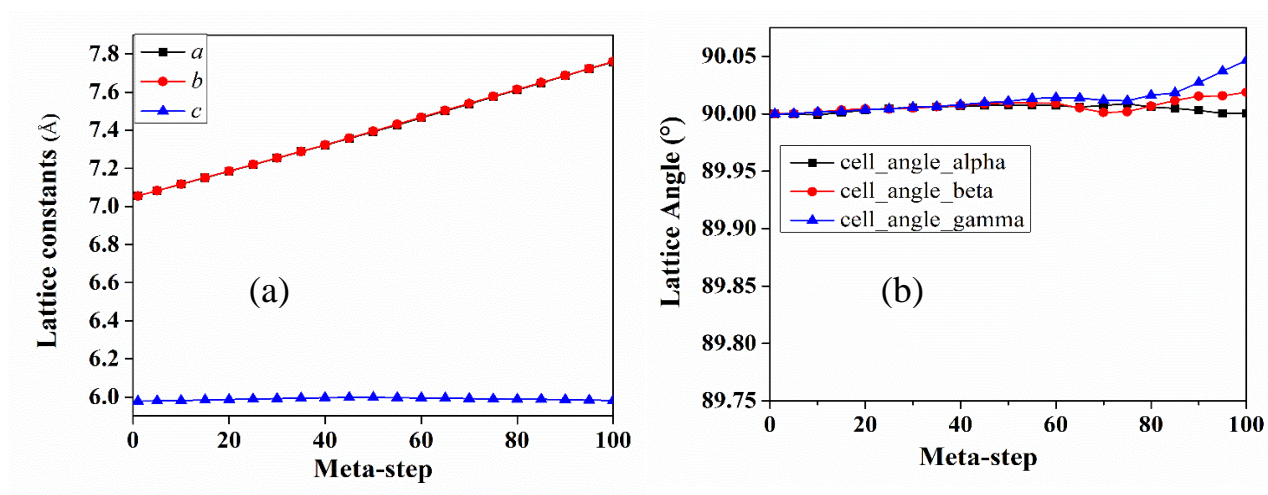 Lattice constants (Å)
7.8
7.6
7.4
7.2
7.0
6.8
6.6
6.4
6.2
6.0
a
b
c
(a)
0 20 40 60 80 100
Meta-step
Lattice Angle (°)
90.05
90.00
89.95
89.90
89.85
89.80
89.75
cell_angle_alpha
cell_angle_beta
cell_angle_gamma
(b)
0 20 40 60 80 100
Meta-step